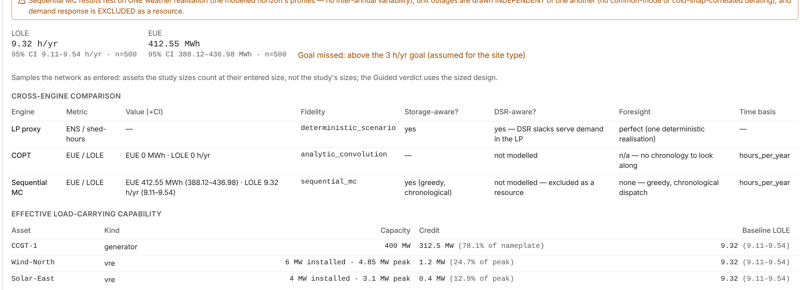 Sequential MC results rest on ONE weather realisation (the modelled horizon's profiles — no inter-annual variability); unit outages are drawn INDEPENDENT of one another (no common-mode or cold-snap-correlated derating); and
demand response is EXCLUDED as a resource.
LOLE EUE
9.32 h/yr 412.55 MWh
95% CI 9.11–9.54 h/yr · n=500 95% CI 388.12–436.98 MWh · n=500 Goal missed: above the 3 h/yr goal (assumed for the site type)
Samples the network as entered: assets the study sizes count at their entered size, not the study's sizes; the Guided verdict uses the sized design.
CROSS-ENGINE COMPARISON
Engine Metric Value (+CI) Fidelity Storage-aware? DSR-aware? Foresight Time basis
LP proxy ENS / shed-hours — deterministic_scenario yes yes — DSR slacks serve demand in the LP perfect (one deterministic realisation) —
COPT EUE / LOLE EUE 0 MWh · LOLE 0 h/yr analytic_convolution — not modelled n/a — no chronology to look along hours_per_year
Sequential MC EUE / LOLE EUE 412.55 MWh (388.12–436.98) · LOLE 9.32 h/yr (9.11–9.54) sequential_mc yes (greedy, chronological) not modelled — excluded as a resource none — greedy, chronological dispatch hours_per_year
EFFECTIVE LOAD-CARRYING CAPABILITY
Asset Kind Capacity Credit Baseline LOLE
CCGT-1 generator 400 MW 312.5 MW (78.1% of nameplate) 9.32 (9.11–9.54)
Wind-North vre 6 MW installed · 4.85 MW peak 1.2 MW (24.7% of peak) 9.32 (9.11–9.54)
Solar-East vre 4 MW installed · 3.1 MW peak 0.4 MW (12.9% of peak) 9.32 (9.11–9.54)